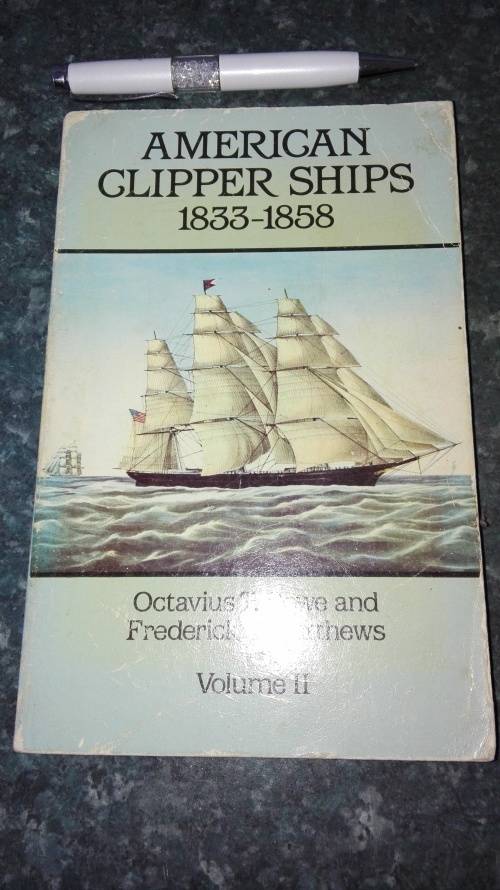 AMERICAN
CLIPPER SHIPS
1833-1858
Octavius and
Frederick
Volume II